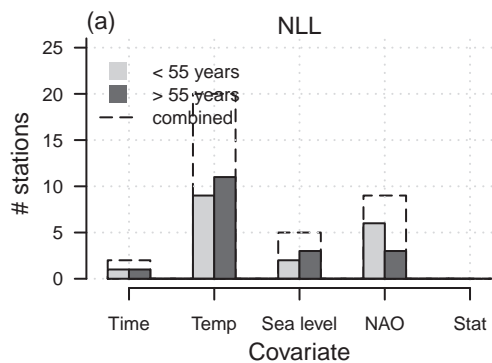 (a) NLL
< 55 years
> 55 years
combined
25
20
15
10
5
0
# stations
Time Temp Sea level NAO Stat
Covariate